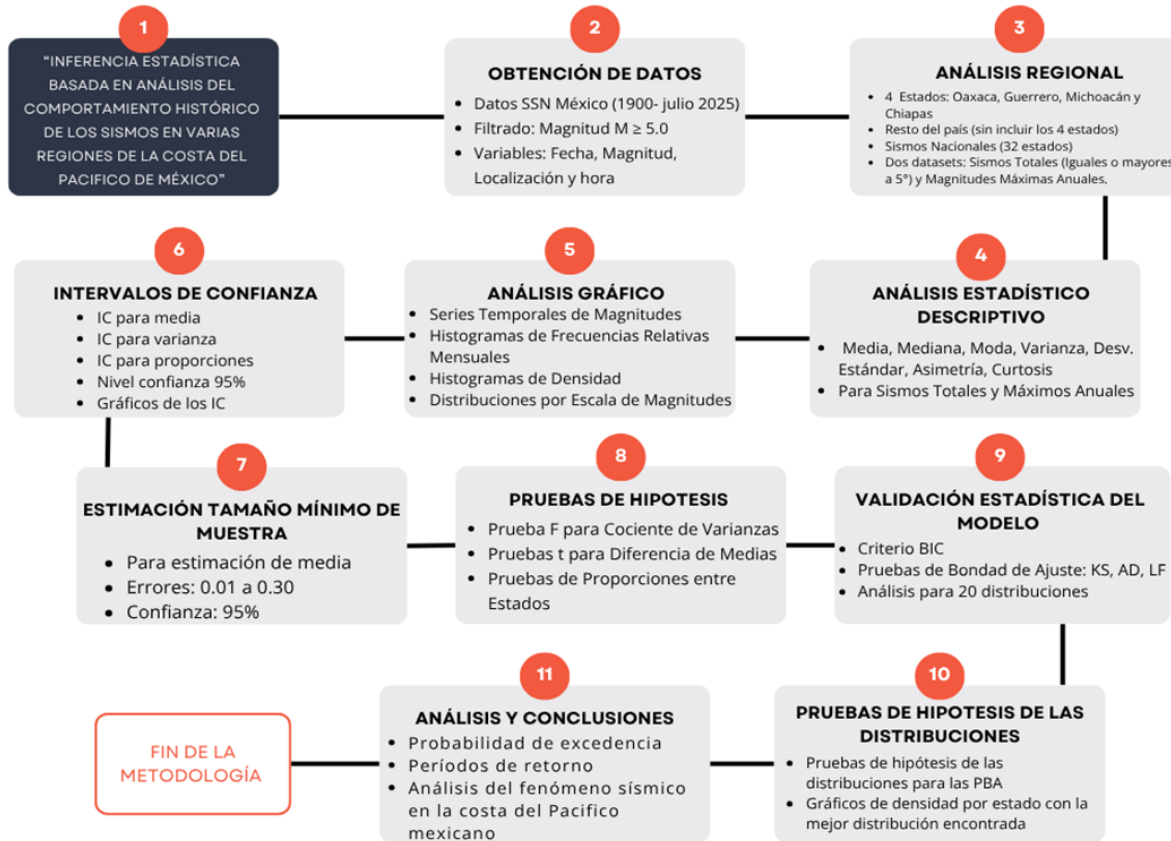 1
"INFERENCIA ESTADÍSTICA
BASADA EN ANÁLISIS DEL
COMPORTAMIENTO HISTÓRICO
DE LOS SISMOS EN VARIAS
REGIONES DE LA COSTA DEL
PACIFICO DE MÉXICO"
2
OBTENCIÓN DE DATOS
• Datos SSN México (1900- julio 2025)
• Filtrado: Magnitud M ≥ 5.0
• Variables: Fecha, Magnitud,
Localización y hora
3
ANÁLISIS REGIONAL
• 4 Estados: Oaxaca, Guerrero, Michoacán y
Chiapas
• Resto del país (sin incluir los 4 estados)
• Sismos Nacionales (32 estados)
• Dos datasets: Sismos Totales (Iguales o mayores
a 5°) y Magnitudes Máximas Anuales.
4
ANÁLISIS ESTADÍSTICO
DESCRIPTIVO
• Media, Mediana, Moda, Varianza, Desv.
Estándar, Asimetría, Curtosis
• Para Sismos Totales y Máximos Anuales
5
ANÁLISIS GRÁFICO
• Series Temporales de Magnitudes
• Histogramas de Frecuencias Relativas
Mensuales
• Histogramas de Densidad
• Distribuciones por Escala de Magnitudes
6
INTERVALOS DE CONFIANZA
• IC para media
• IC para varianza
• IC para proporciones
• Nivel confianza 95%
• Gráficos de los IC
7
ESTIMACIÓN TAMAÑO MÍNIMO DE
MUESTRA
• Para estimación de media
• Errores: 0.01 a 0.30
• Confianza: 95%
8
PRUEBAS DE HIPOTESIS
• Prueba F para Cociente de Varianzas
• Pruebas t para Diferencia de Medias
• Pruebas de Proporciones entre
Estados
9
VALIDACIÓN ESTADÍSTICA DEL
MODELO
• Criterio BIC
• Pruebas de Bondad de Ajuste: KS, AD, LF
• Análisis para 20 distribuciones
10
PRUEBAS DE HIPOTESIS DE LAS
DISTRIBUCIONES
• Pruebas de hipótesis de las
distribuciones para las PBA
• Gráficos de densidad por estado con la
mejor distribución encontrada
11
ANÁLISIS Y CONCLUSIONES
• Probabilidad de excedencia
• Períodos de retorno
• Análisis del fenómeno sísmico
en la costa del Pacifico
mexicano
FIN DE LA
METODOLOGÍA